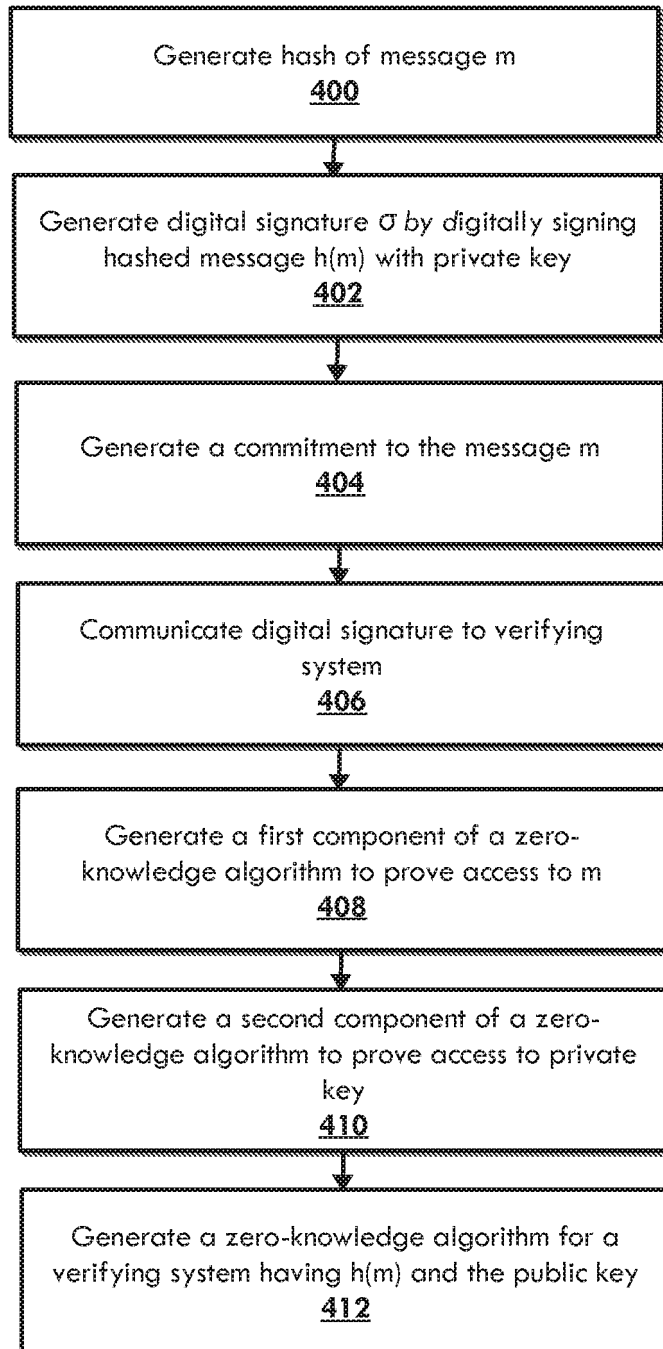 Generate hash of message m
400
Generate digital signature σ by digitally signing
hashed message h(m) with private key
402
Generate a commitment to the message m
404
Communicate digital signature to verifying
system
406
Generate a first component of a zero-
knowledge algorithm to prove access to m
408
Generate a second component of a zero-
knowledge algorithm to prove access to private
key
410
Generate a zero-knowledge algorithm for a
verifying system having h(m) and the public key
412